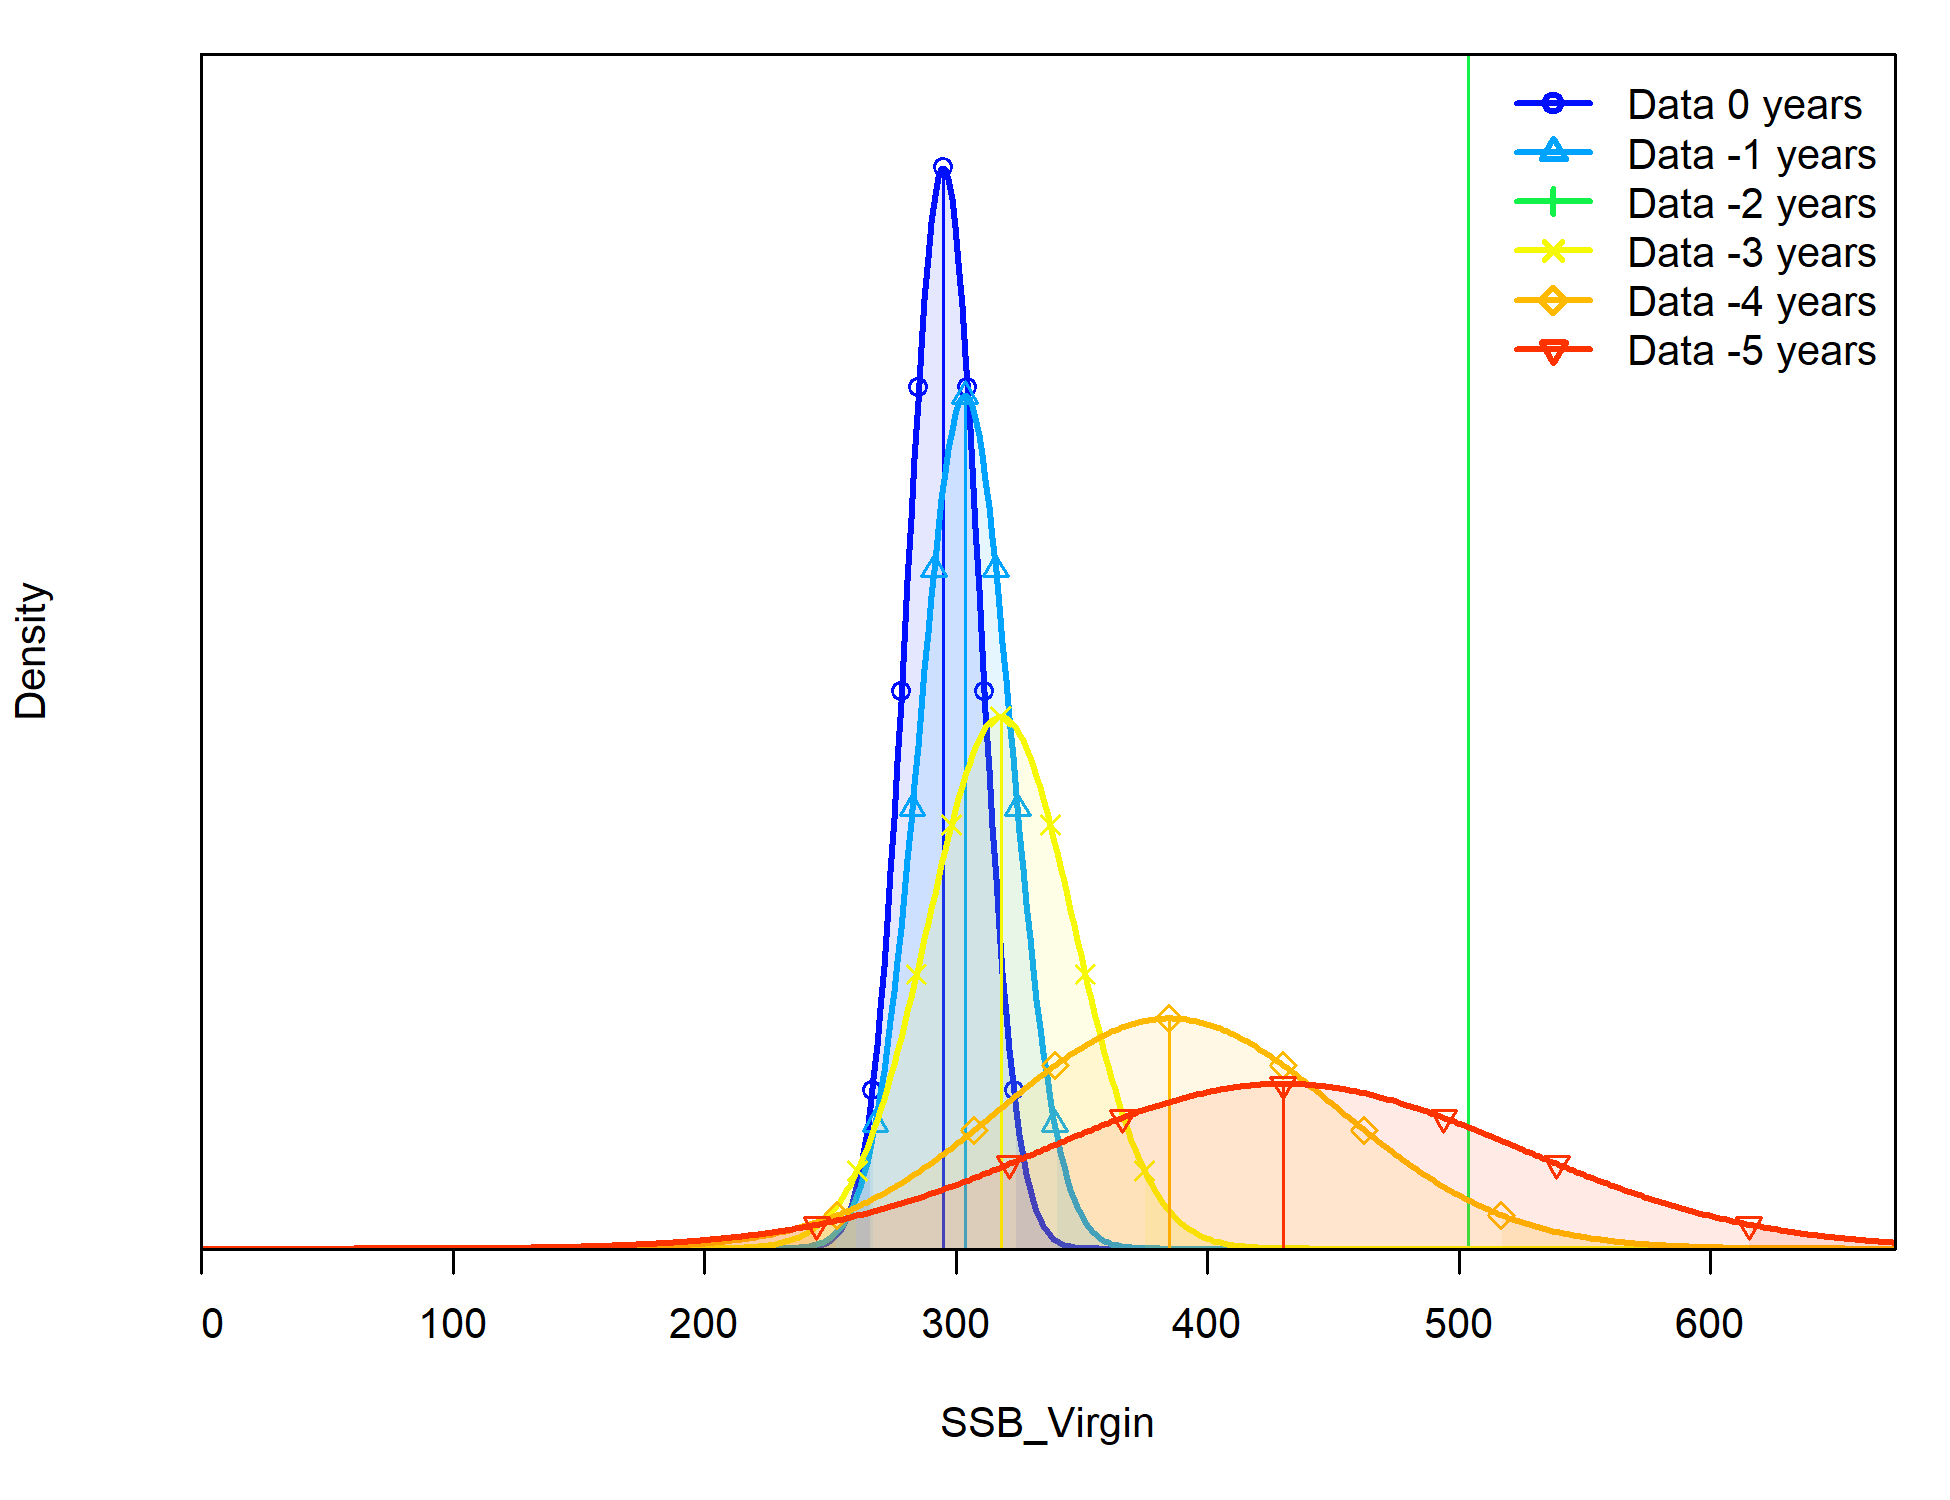 Data 0 years
Data -1 years
Data -2 years
Data -3 years
Data -4 years
Data -5 years
Density
0 100 200 300 400 500 600
SSB_Virgin